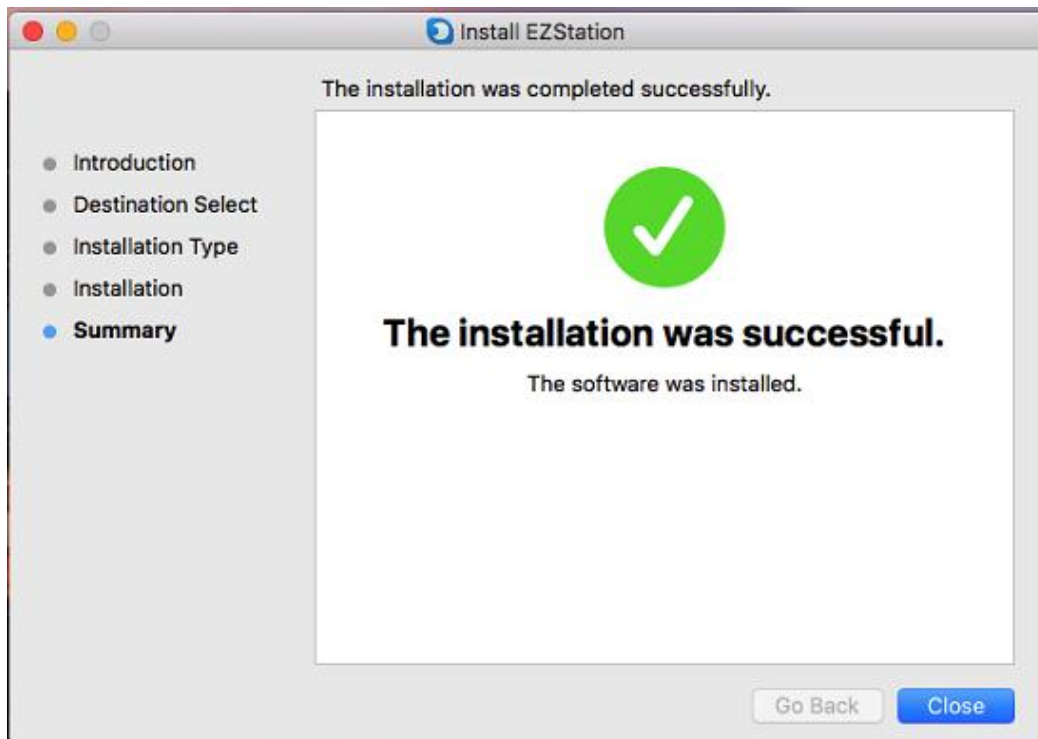 Install EZStation
The installation was completed successfully.
Introduction
Destination Select
Installation Type
Installation
Summary
The installation was successful.
The software was installed.
Go Back
Close